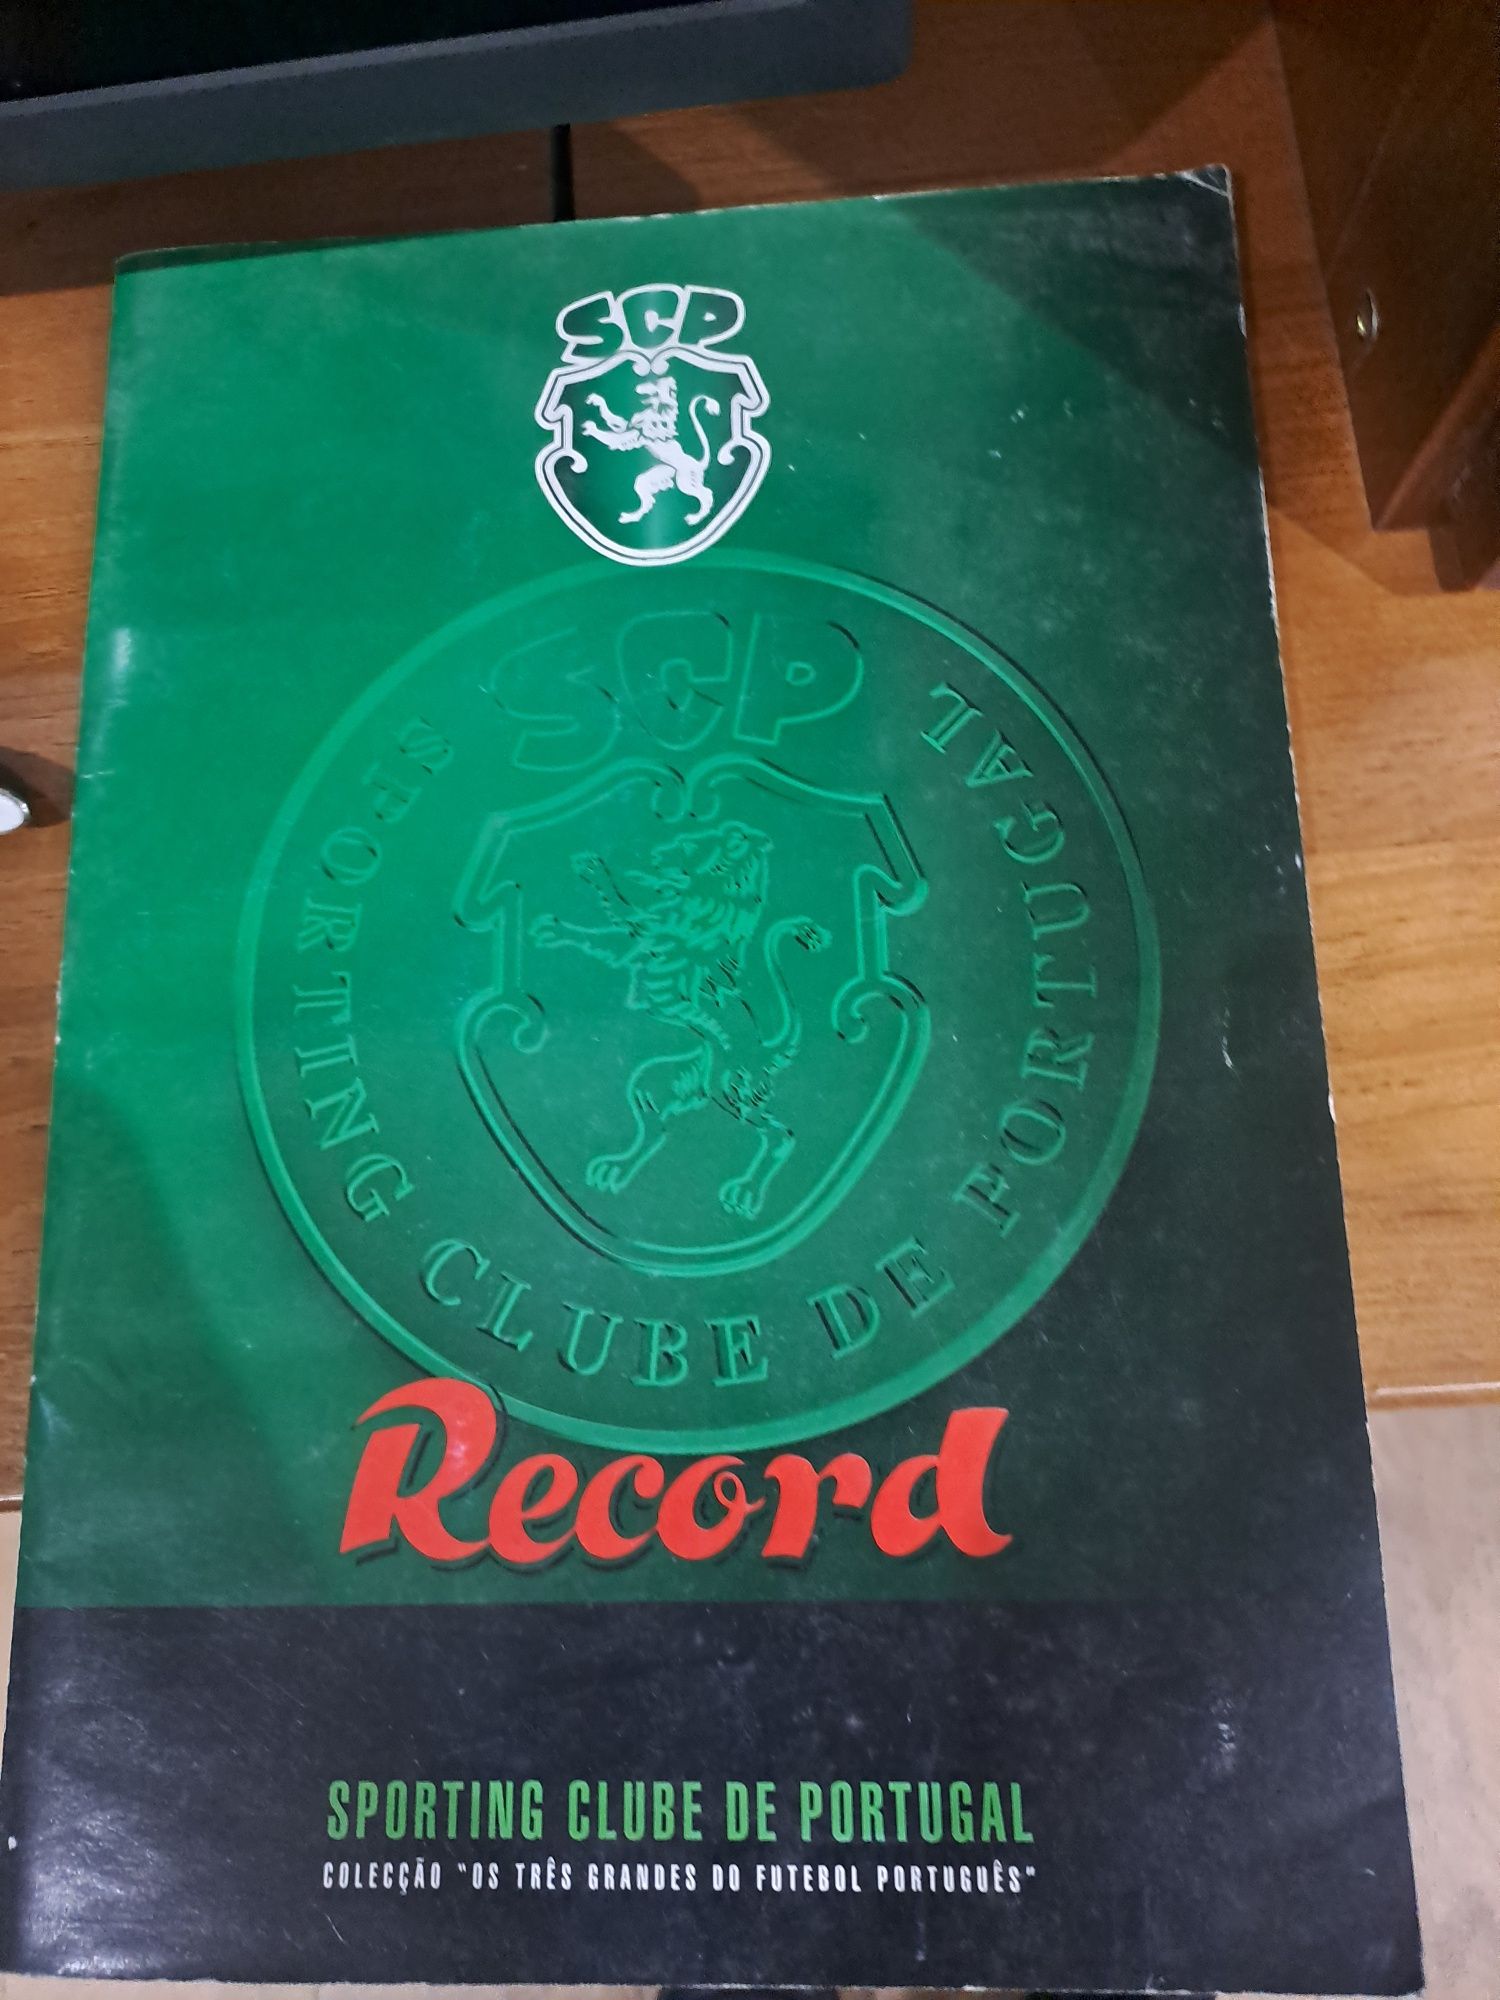 SCP
SCP
SPORTING CLUBE DE PORTUGAL
Record
SPORTING CLUBE DE PORTUGAL
COLECÇÃO "OS TRÊS GRANDES DO FUTEBOL PORTUGUÊS"